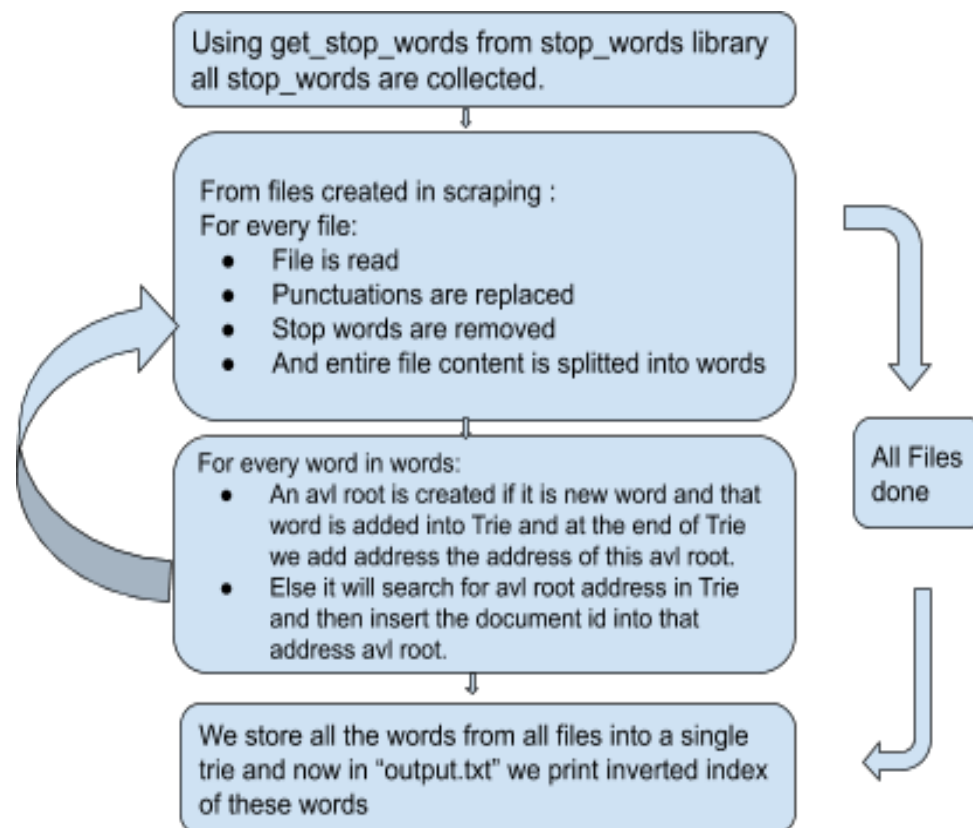 Using get_stop_words from stop_words library
all stop_words are collected.
From files created in scraping :
For every file:
● File is read
● Punctuations are replaced
● Stop words are removed
● And entire file content is splitted into words
For every word in words:
● An avl root is created if it is new word and that
word is added into Trie and at the end of Trie
we add address the address of this avl root.
● Else it will search for avl root address in Trie
and then insert the document id into that
address avl root.
All Files
done
We store all the words from all files into a single
trie and now in “output.txt” we print inverted index
of these words